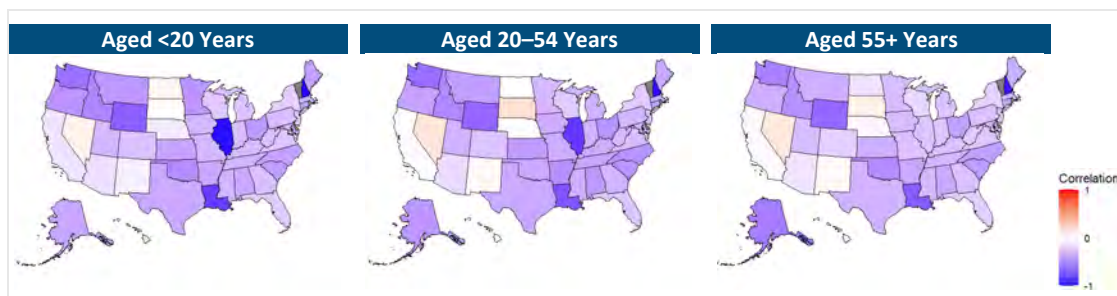 Aged <20 Years
Aged 20–54 Years
Aged 55+ Years
Correlation
1
0
-1